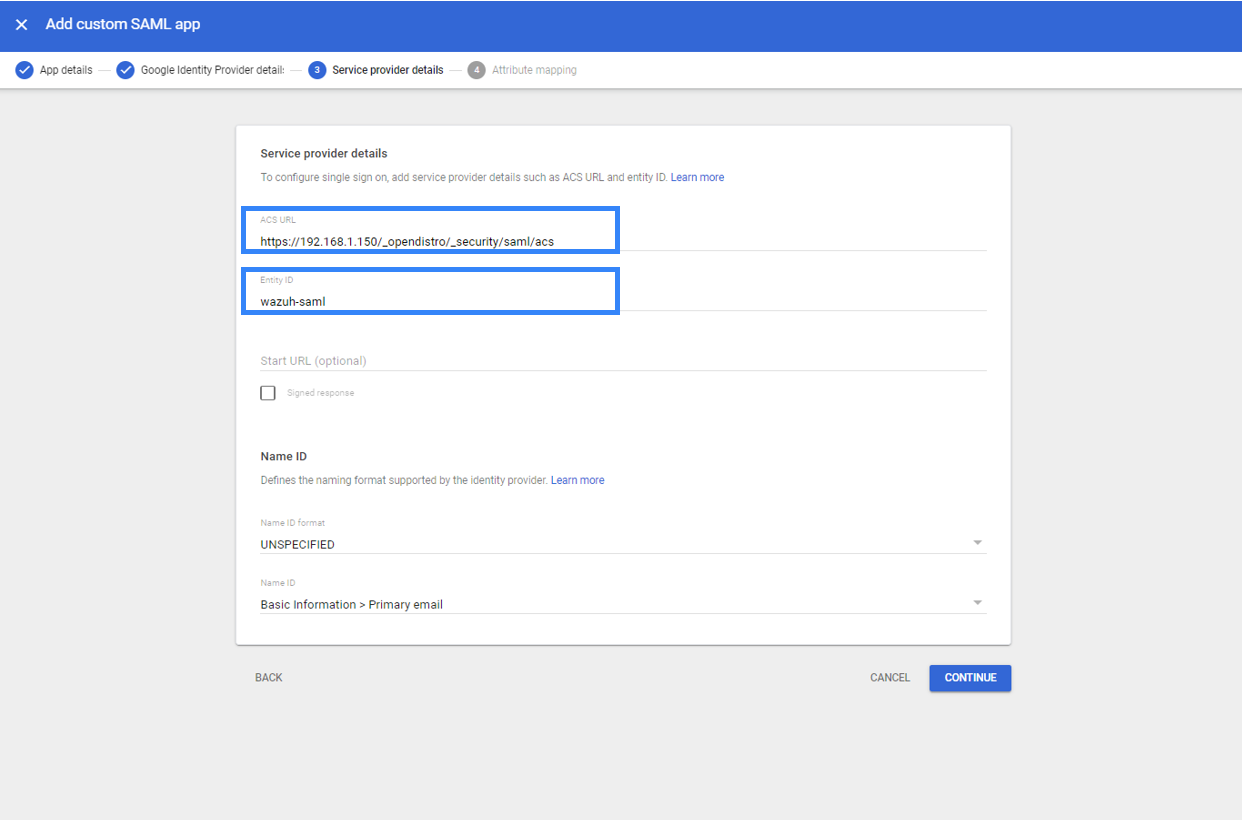 Add custom SAML app
App details
Google Identity Provider details
3 Service provider details
4 Attribute mapping
Service provider details
To configure single sign on, add service provider details such as ACS URL and entity ID. Learn more
ACS URL
https://192.168.1.150/_opendistro/_security/saml/acs
Entity ID
wazuh-saml
Start URL (optional)
Signed response
Name ID
Defines the naming format supported by the identity provider. Learn more
Name ID format
UNSPECIFIED
Name ID
Basic Information > Primary email
BACK
CANCEL
CONTINUE